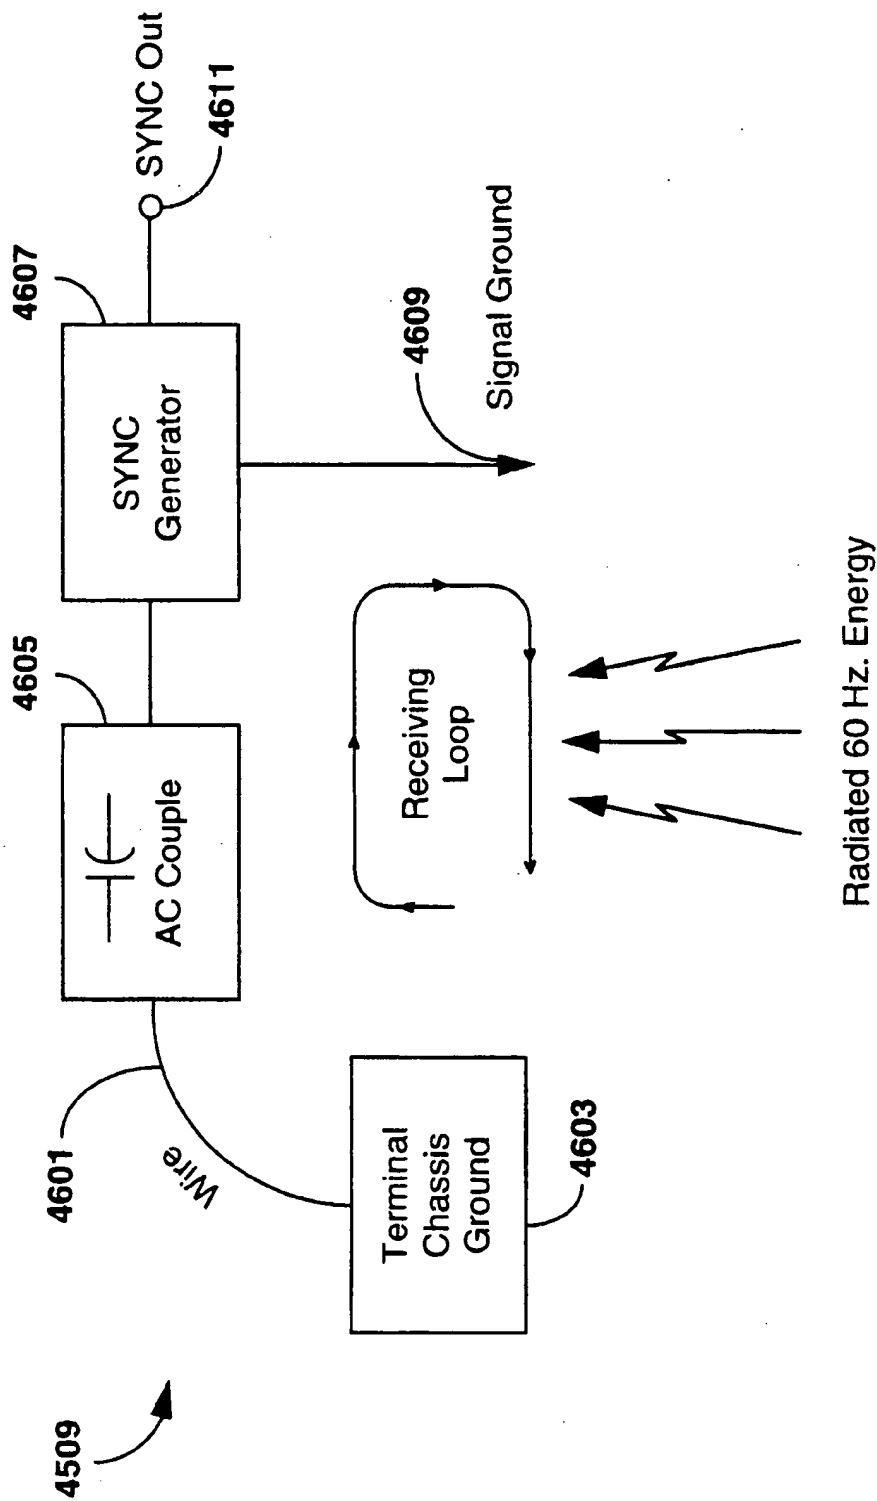 4509
4601
Wire
4605
AC Couple
4607
SYNC
Generator
SYNC Out
4611
Terminal
Chassis
Ground
4603
Receiving
Loop
4609
Signal Ground
Radiated 60 Hz. Energy